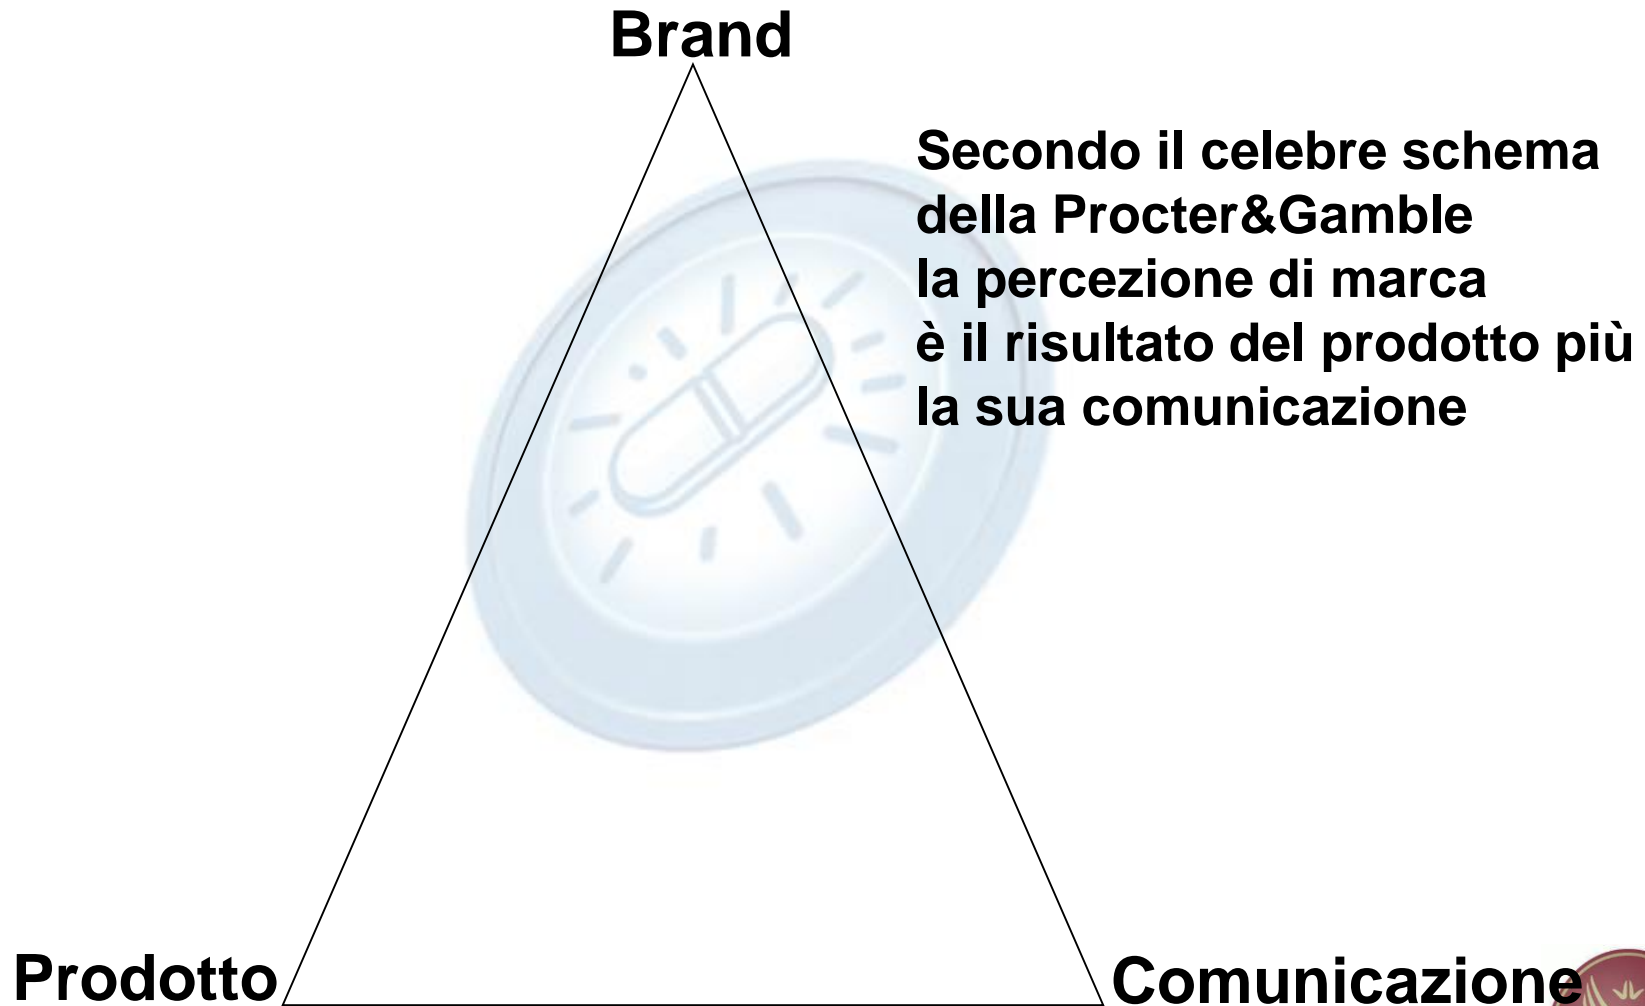 Brand
Secondo il celebre schema
della Procter&Gamble
la percezione di marca
è il risultato del prodotto più
la sua comunicazione
Prodotto
Comunicazione